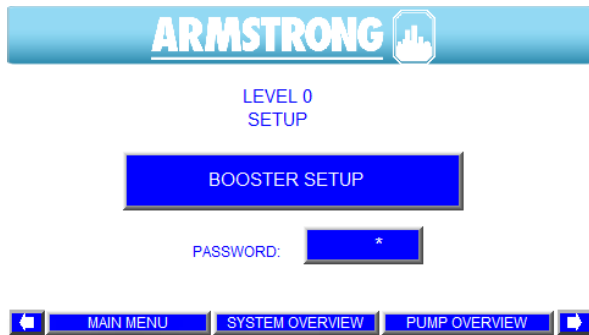 ARMSTRONG
LEVEL 0
SETUP
BOOSTER SETUP
PASSWORD: *
MAIN MENU SYSTEM OVERVIEW PUMP OVERVIEW